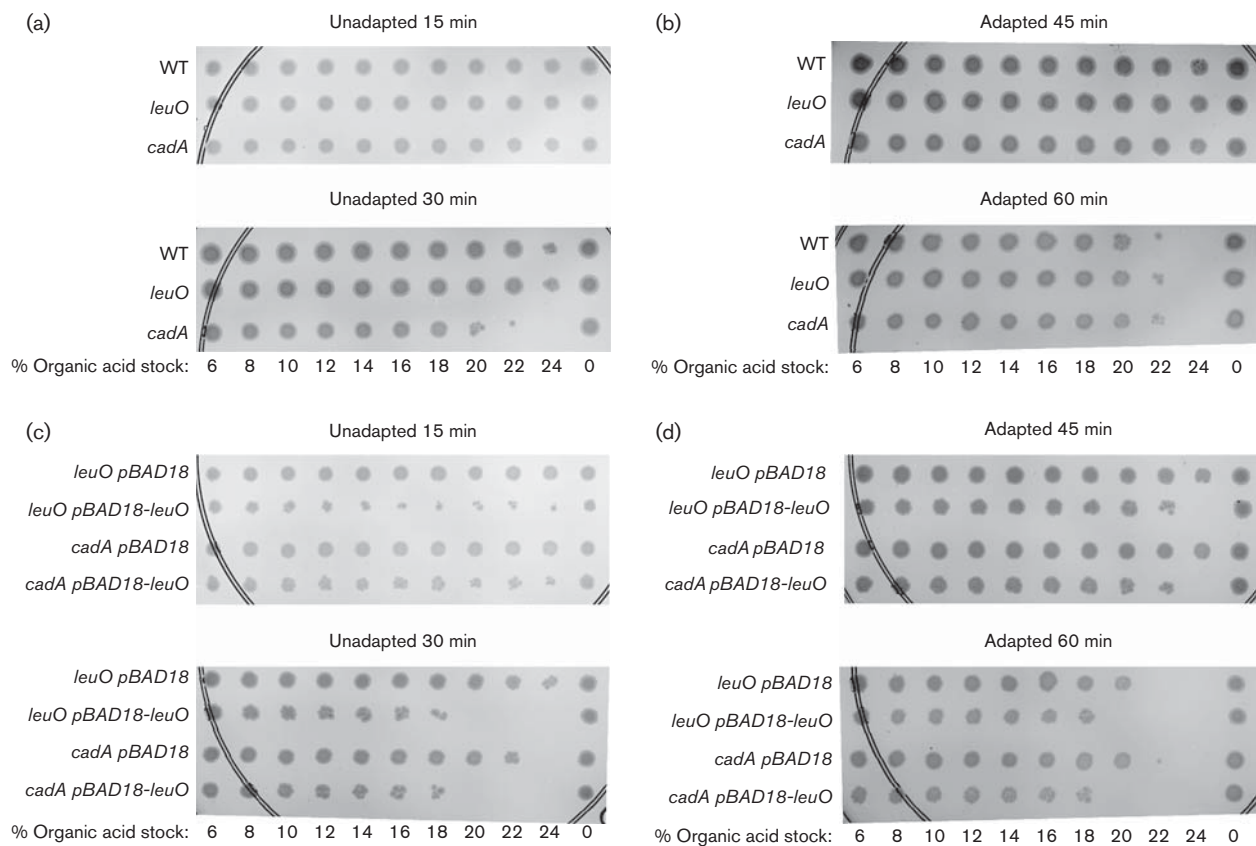 (a)
Unadapted 15 min
WT
leuO
cadA
Unadapted 30 min
WT
leuO
cadA
% Organic acid stock: 6 8 10 12 14 16 18 20 22 24 0
(b)
Adapted 45 min
WT
leuO
cadA
Adapted 60 min
WT
leuO
cadA
% Organic acid stock: 6 8 10 12 14 16 18 20 22 24 0
(c)
Unadapted 15 min
leuO pBAD18
leuO pBAD18-leuO
cadA pBAD18
cadA pBAD18-leuO
Unadapted 30 min
leuO pBAD18
leuO pBAD18-leuO
cadA pBAD18
cadA pBAD18-leuO
% Organic acid stock: 6 8 10 12 14 16 18 20 22 24 0
(d)
Adapted 45 min
leuO pBAD18
leuO pBAD18-leuO
cadA pBAD18
cadA pBAD18-leuO
Adapted 60 min
leuO pBAD18
leuO pBAD18-leuO
cadA pBAD18
cadA pBAD18-leuO
% Organic acid stock: 6 8 10 12 14 16 18 20 22 24 0